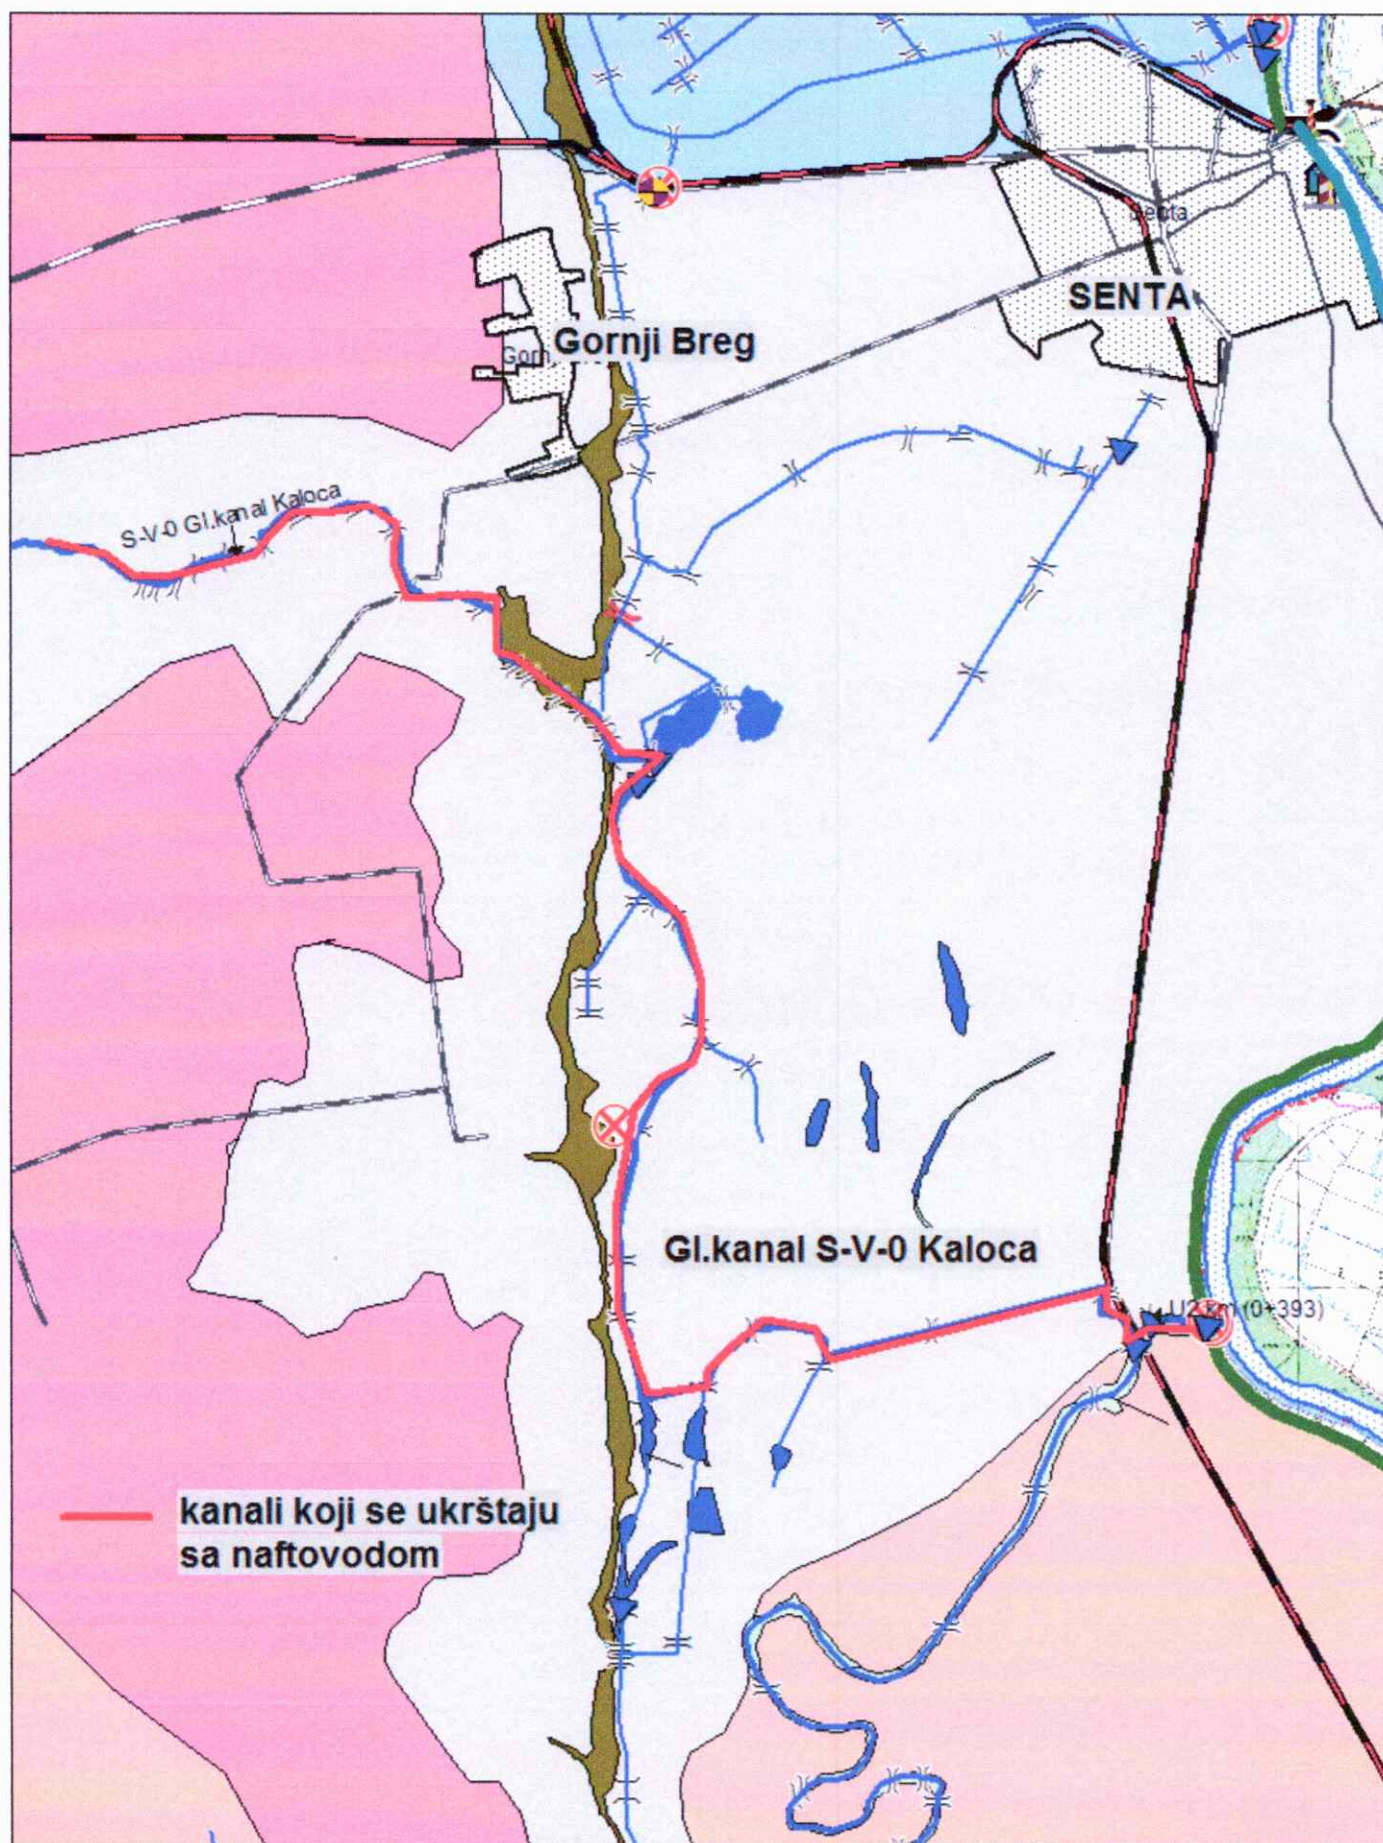 Senta
SENTA
Gornji Breg
Gorn
S-V-0 Gl.kanal Kaloca
Gl.kanal S-V-0 Kaloca
(0+393)
kanali koji se ukrštaju
sa naftovodom